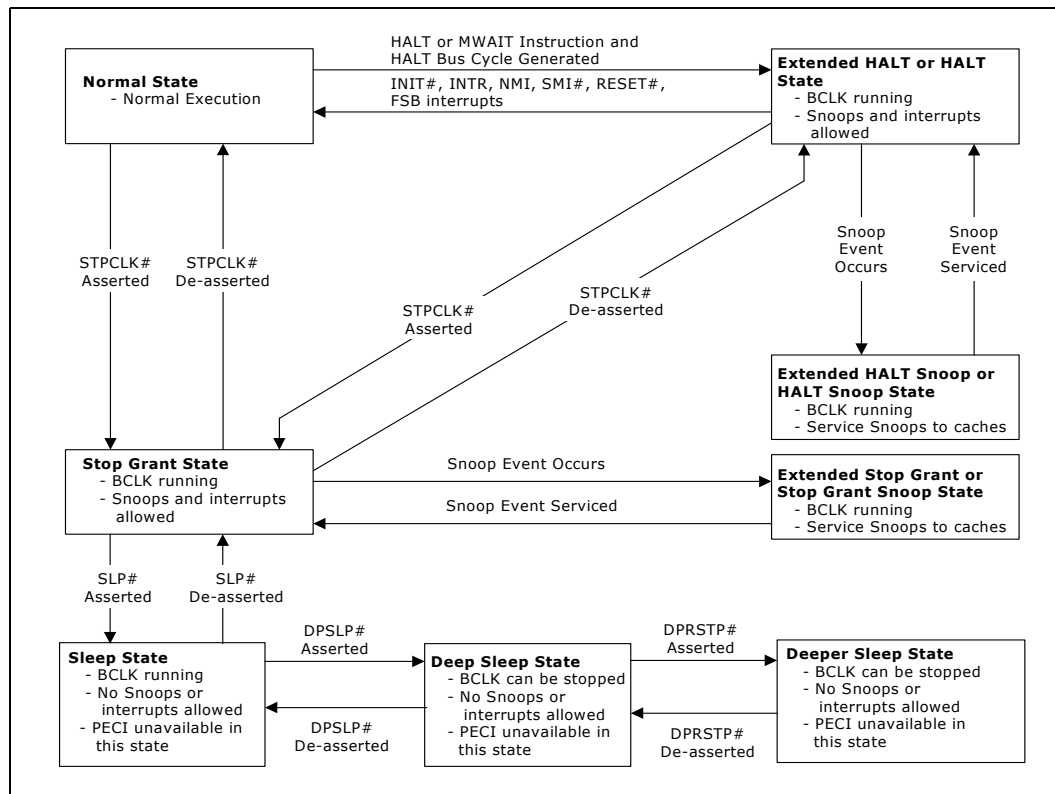 HALT or MWAIT Instruction and
HALT Bus Cycle Generated
Normal State
- Normal Execution
INIT#, INTR, NMI, SMI#, RESET#,
FSB interrupts
Extended HALT or HALT
State
- BCLK running
- Snoops and interrupts
allowed
STPCLK#
Asserted
STPCLK#
De-asserted
STPCLK#
Asserted
STPCLK#
De-asserted
Snoop
Event
Occurs
Snoop
Event
Serviced
Extended HALT Snoop or
HALT Snoop State
- BCLK running
- Service Snoops to caches
Stop Grant State
- BCLK running
- Snoops and interrupts
allowed
Snoop Event Occurs
Snoop Event Serviced
Extended Stop Grant or
Stop Grant Snoop State
- BCLK running
- Service Snoops to caches
SLP#
Asserted
SLP#
De-asserted
Sleep State
- BCLK running
- No Snoops or
interrupts allowed
- PECI unavailable in
this state
DPSLP#
Asserted
DPSLP#
De-asserted
Deep Sleep State
- BCLK can be stopped
- No Snoops or
interrupts allowed
- PECI unavailable in
this state
DPRSTP#
Asserted
DPRSTP#
De-asserted
Deeper Sleep State
- BCLK can be stopped
- No Snoops or
interrupts allowed
- PECI unavailable in
this state